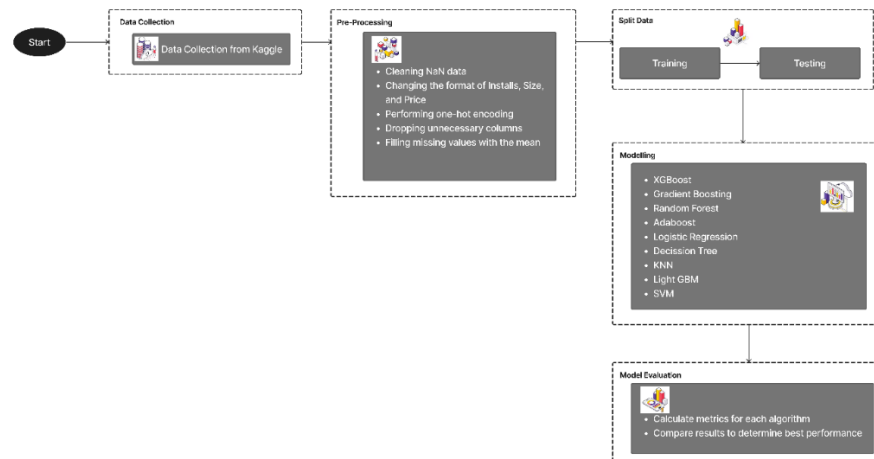 Start
Data Collection
Data Collection from Kaggle
Pre-Processing
• Cleaning NaN data
• Changing the format of Installs, Size,
and Price
• Performing one-hot encoding
• Dropping unnecessary columns
• Filling missing values with the mean
Split Data
Training
Testing
Modelling
• XGBoost
• Gradient Boosting
• Random Forest
• Adaboost
• Logistic Regression
• Decission Tree
• KNN
• Light GBM
• SVM
Model Evaluation
• Calculate metrics for each algorithm
• Compare results to determine best performance